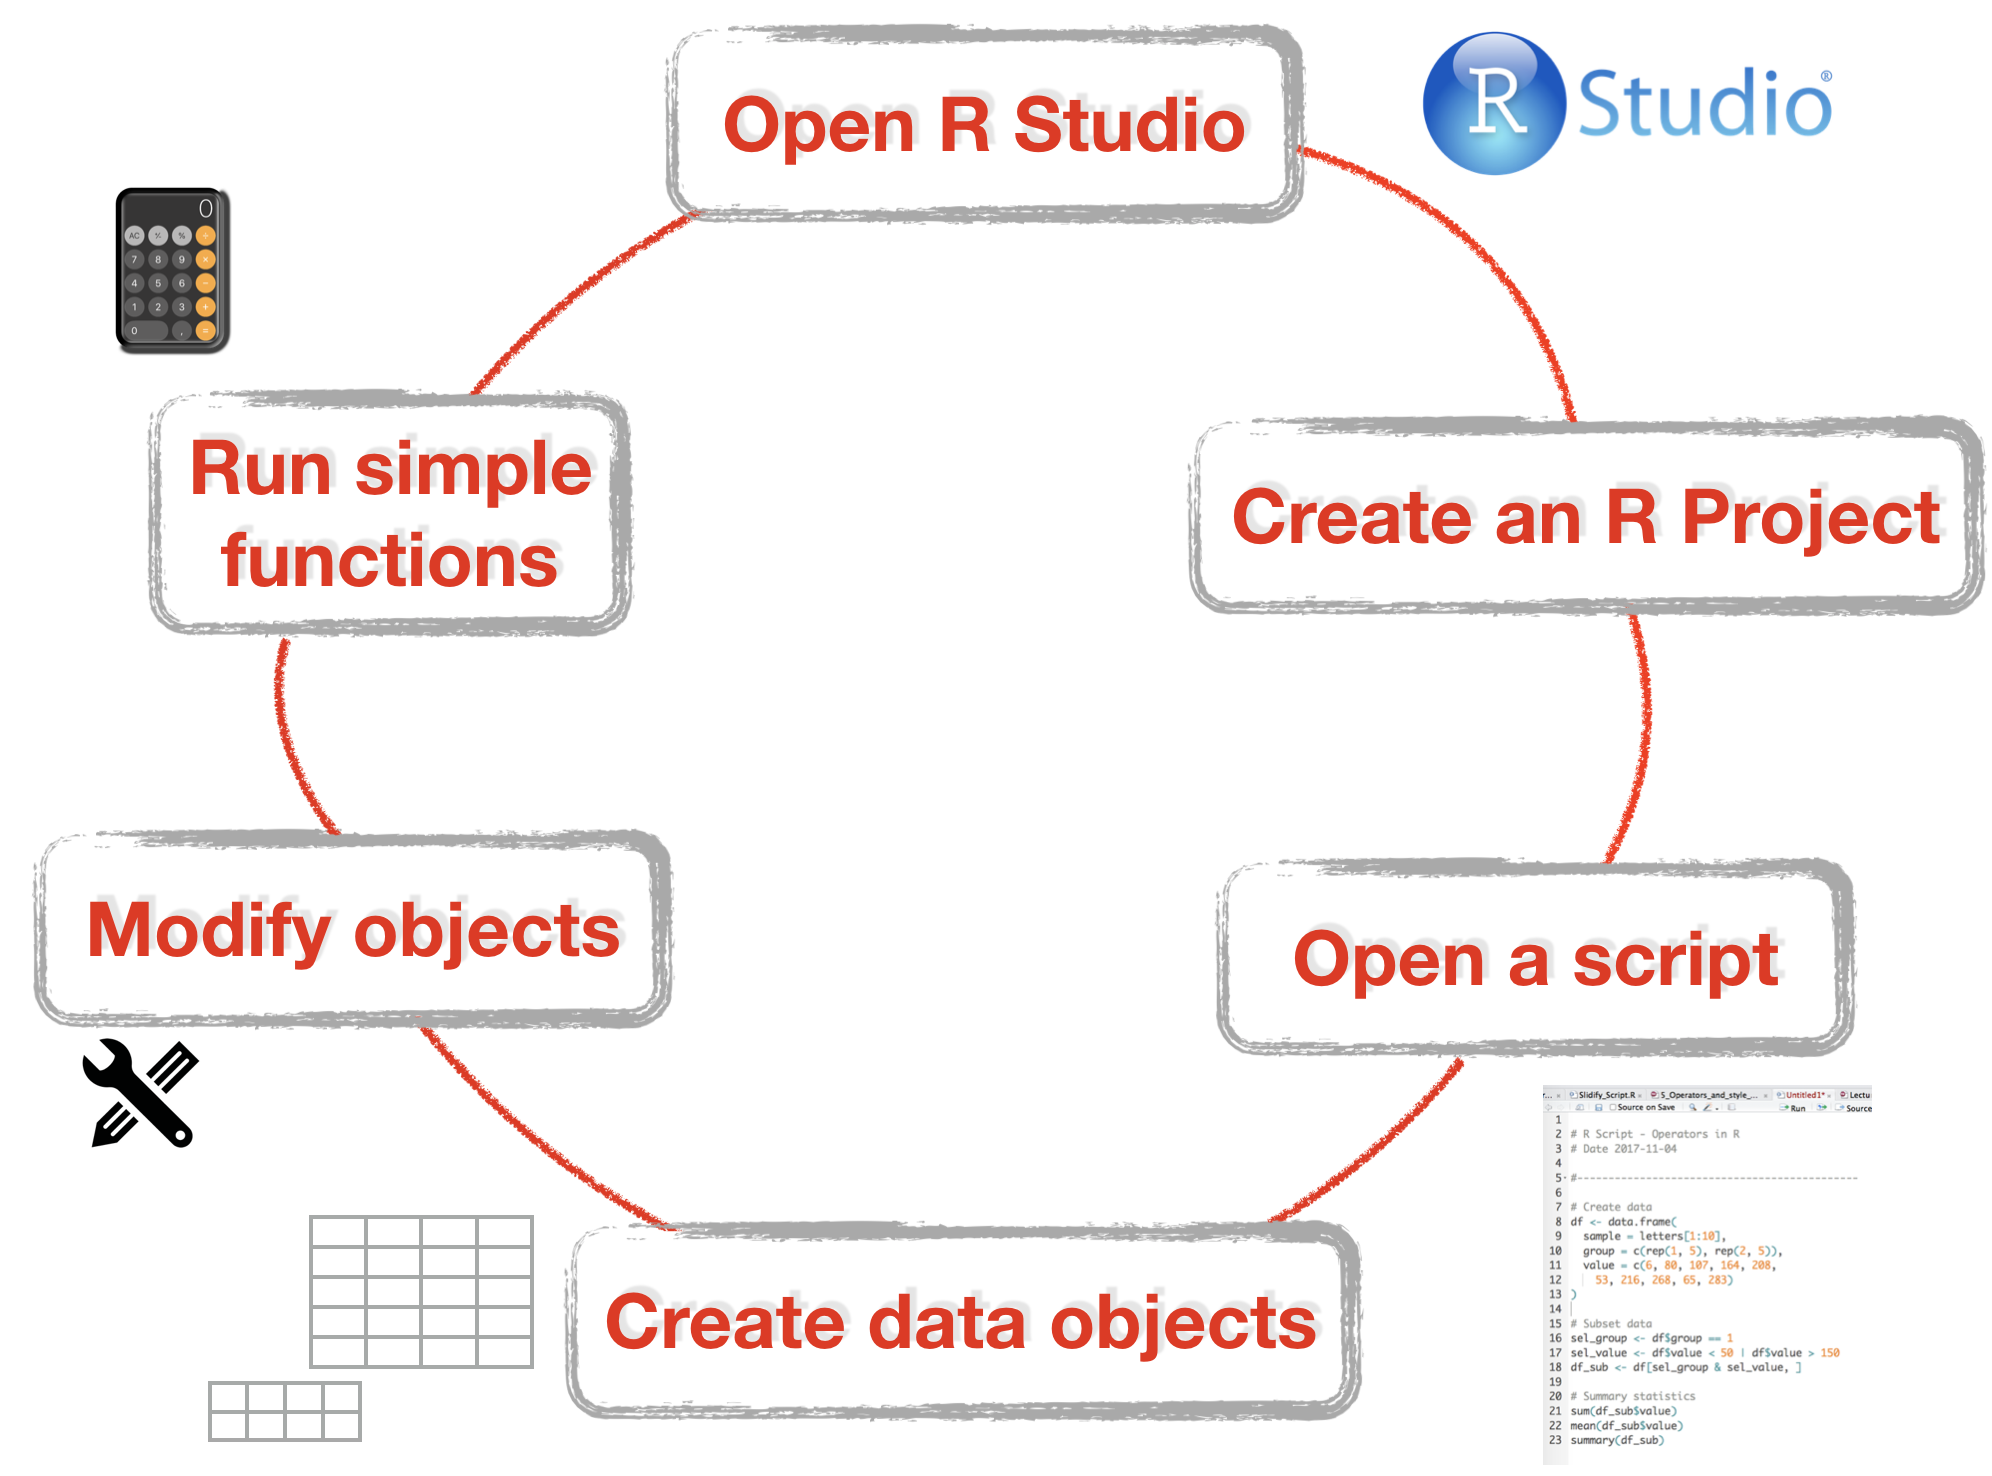 Open R Studio
R Studio®
0
AC % ÷
7 8 9 ×
4 5 6 −
1 2 3 +
0 , =
Run simple
functions
Create an R Project
Modify objects
Open a script
Create data objects
r... × Slidify_Script.R × 5_Operators_and_style_... × Untitled1* × Lectu
Source on Save Run Source
1
2 # R Script - Operators in R
3 # Date 2017-11-04
4
5 #---------------------------------------------
6
7 # Create data
8 df <- data.frame(
9 sample = letters[1:10],
10 group = c(rep(1, 5), rep(2, 5)),
11 value = c(6, 80, 107, 164, 208,
12 53, 216, 268, 65, 283)
13 )
14
15 # Subset data
16 sel_group <- df$group == 1
17 sel_value <- df$value < 50 | df$value > 150
18 df_sub <- df[sel_group & sel_value, ]
19
20 # Summary statistics
21 sum(df_sub$value)
22 mean(df_sub$value)
23 summary(df_sub)